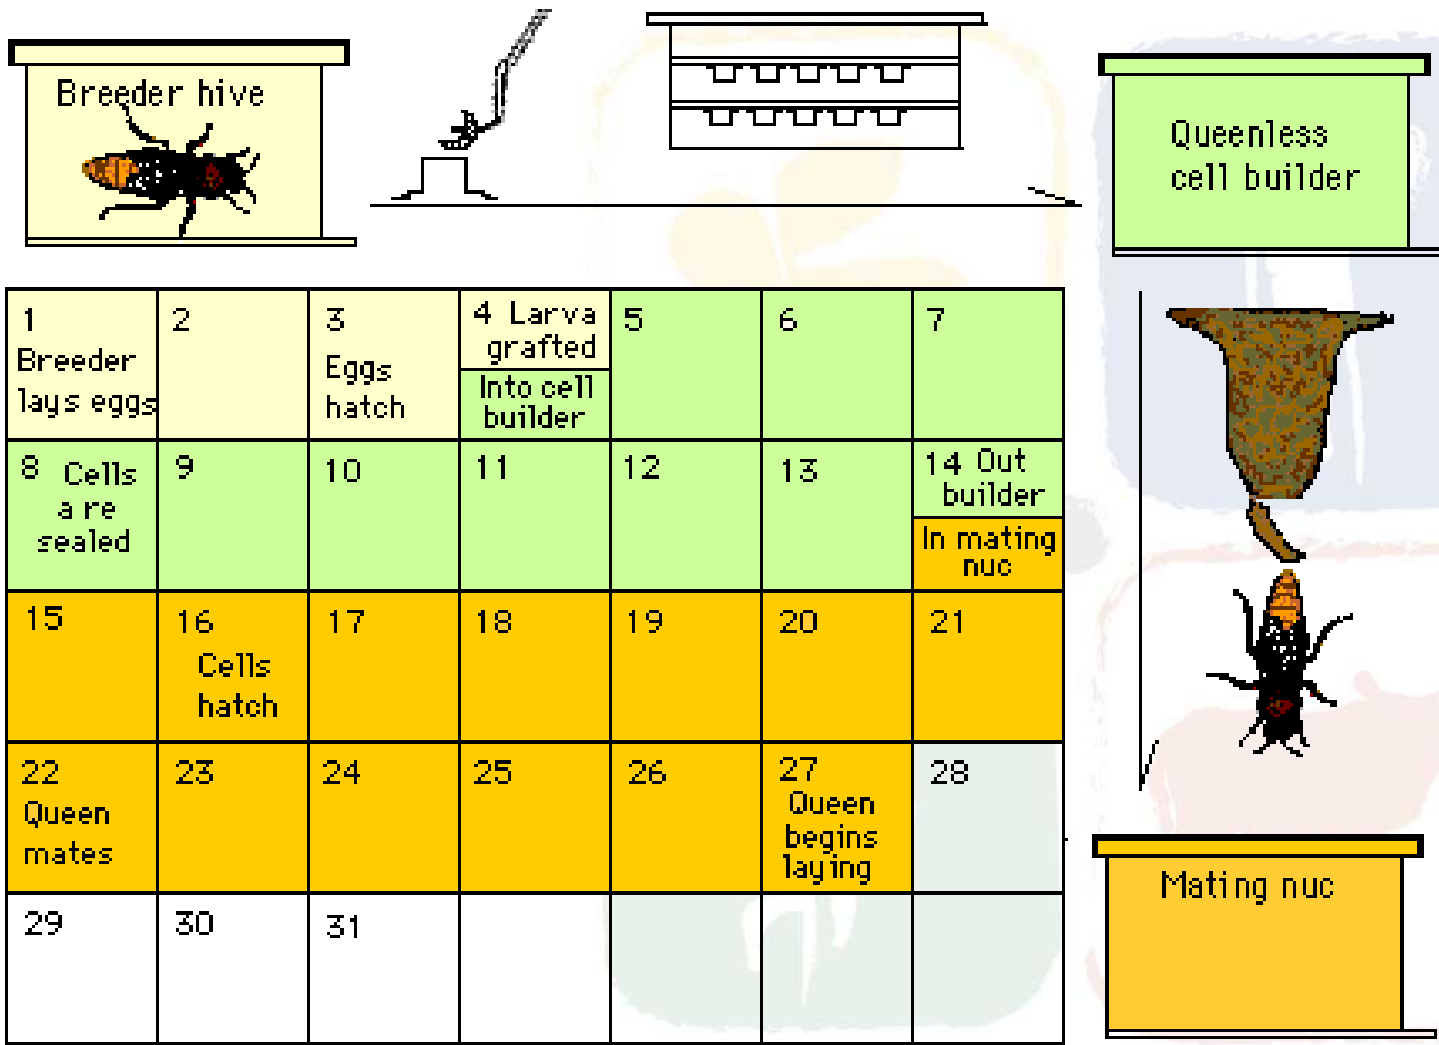 Breeder hive
Queenless
cell builder
1
Breeder
lays eggs
2
3
Eggs
hatch
4 Larva
grafted
Into cell
builder
5
6
7
8 Cells
are
sealed
9
10
11
12
13
14 Out
builder
In mating
nuc
15
16
Cells
hatch
17
18
19
20
21
22
Queen
mates
23
24
25
26
27
Queen
begins
laying
28
29
30
31
Mating nuc